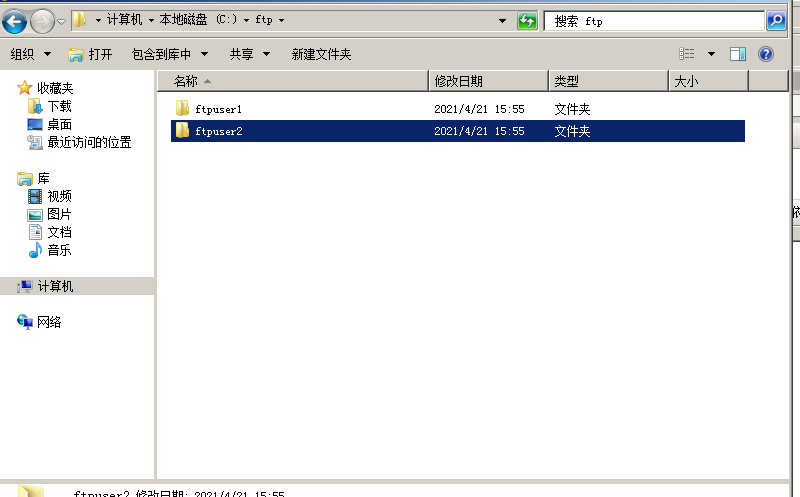 计算机 本地磁盘 (C:) ftp 搜索 ftp
组织 打开 包含到库中 共享 新建文件夹
名称 修改日期 类型 大小
收藏夹
下载
桌面
最近访问的位置
库
视频
图片
文档
音乐
计算机
网络
ftpuser1 2021/4/21 15:55 文件夹
ftpuser2 2021/4/21 15:55 文件夹
ftpuser2 修改日期: 2021/4/21 15:55